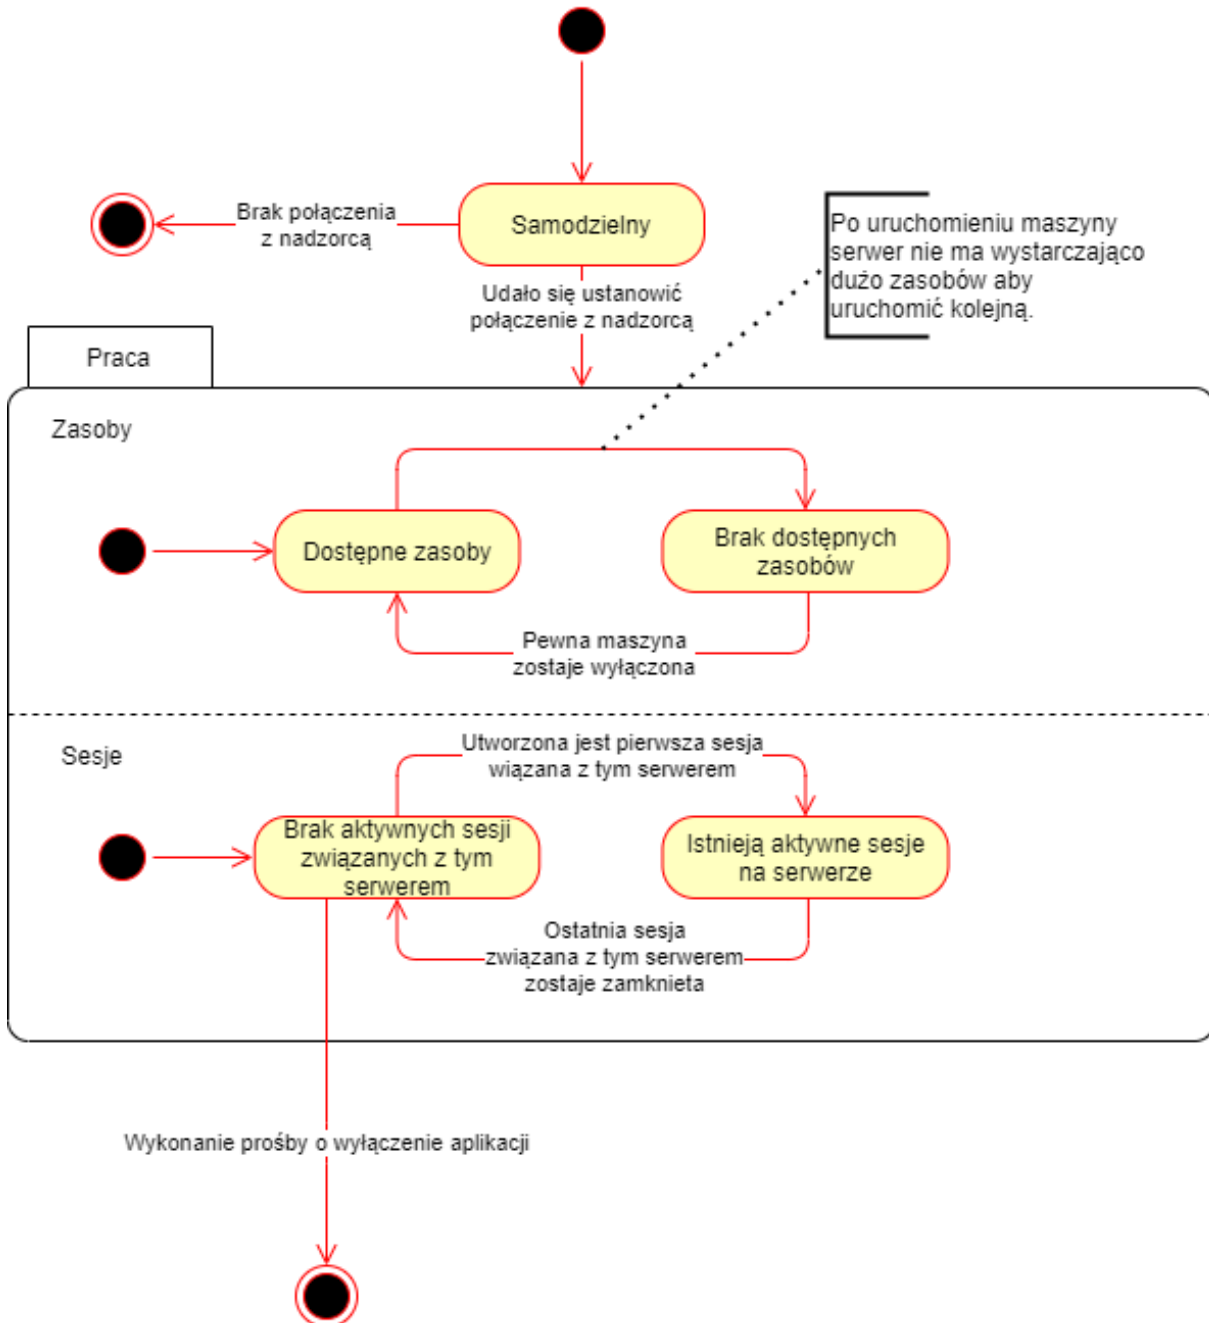 Brak połączenia
z nadzorcą
Samodzielny
Po uruchomieniu maszyny
serwer nie ma wystarczająco
dużo zasobów aby
uruchomić kolejną.
Udało się ustanowić
połączenie z nadzorcą
Praca
Zasoby
Dostępne zasoby
Brak dostępnych
zasobów
Pewna maszyna
zostaje wyłączona
Sesje
Utworzona jest pierwsza sesja
wiązana z tym serwerem
Brak aktywnych sesji
związanych z tym
serwerem
Istnieją aktywne sesje
na serwerze
Ostatnia sesja
związana z tym serwerem
zostaje zamknieta
Wykonanie prośby o wyłączenie aplikacji